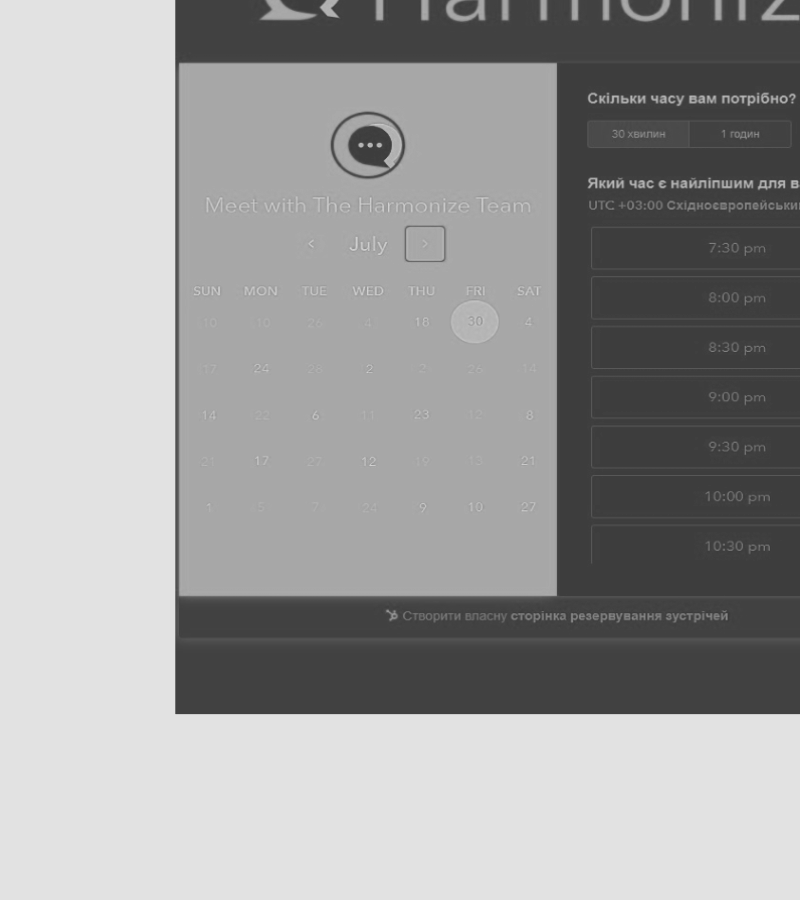 Harmoniz
Meet with The Harmonize Team
July
SUN MON TUE WED THU FRI SAT
10 110 25 4 18 30 4
17 24 28 2 2 26 14
14 22 6 11 23 12 8
21 17 27 12 19 13 21
1 5 7 24 9 10 27
Скільки часу вам потрібно?
30 хвилин 1 годин
Який час є найліпшим для в
UTC +03:00 Східноєвропейський
7:30 pm
8:00 pm
8:30 pm
9:00 pm
9:30 pm
10:00 pm
10:30 pm
Створити власну сторінка резервування зустрічей